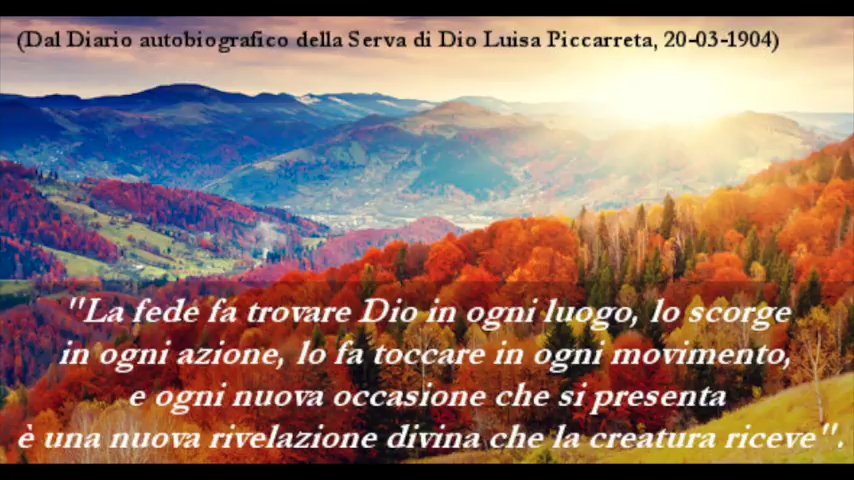 (Dal Diario autobiografico della Serva di Dio Luisa Piccarreta, 20-03-1904)
"La fede fa trovare Dio in ogni luogo, lo scorge
in ogni azione, lo fa toccare in ogni movimento,
e ogni nuova occasione che si presenta
è una nuova rivelazione divina che la creatura riceve".